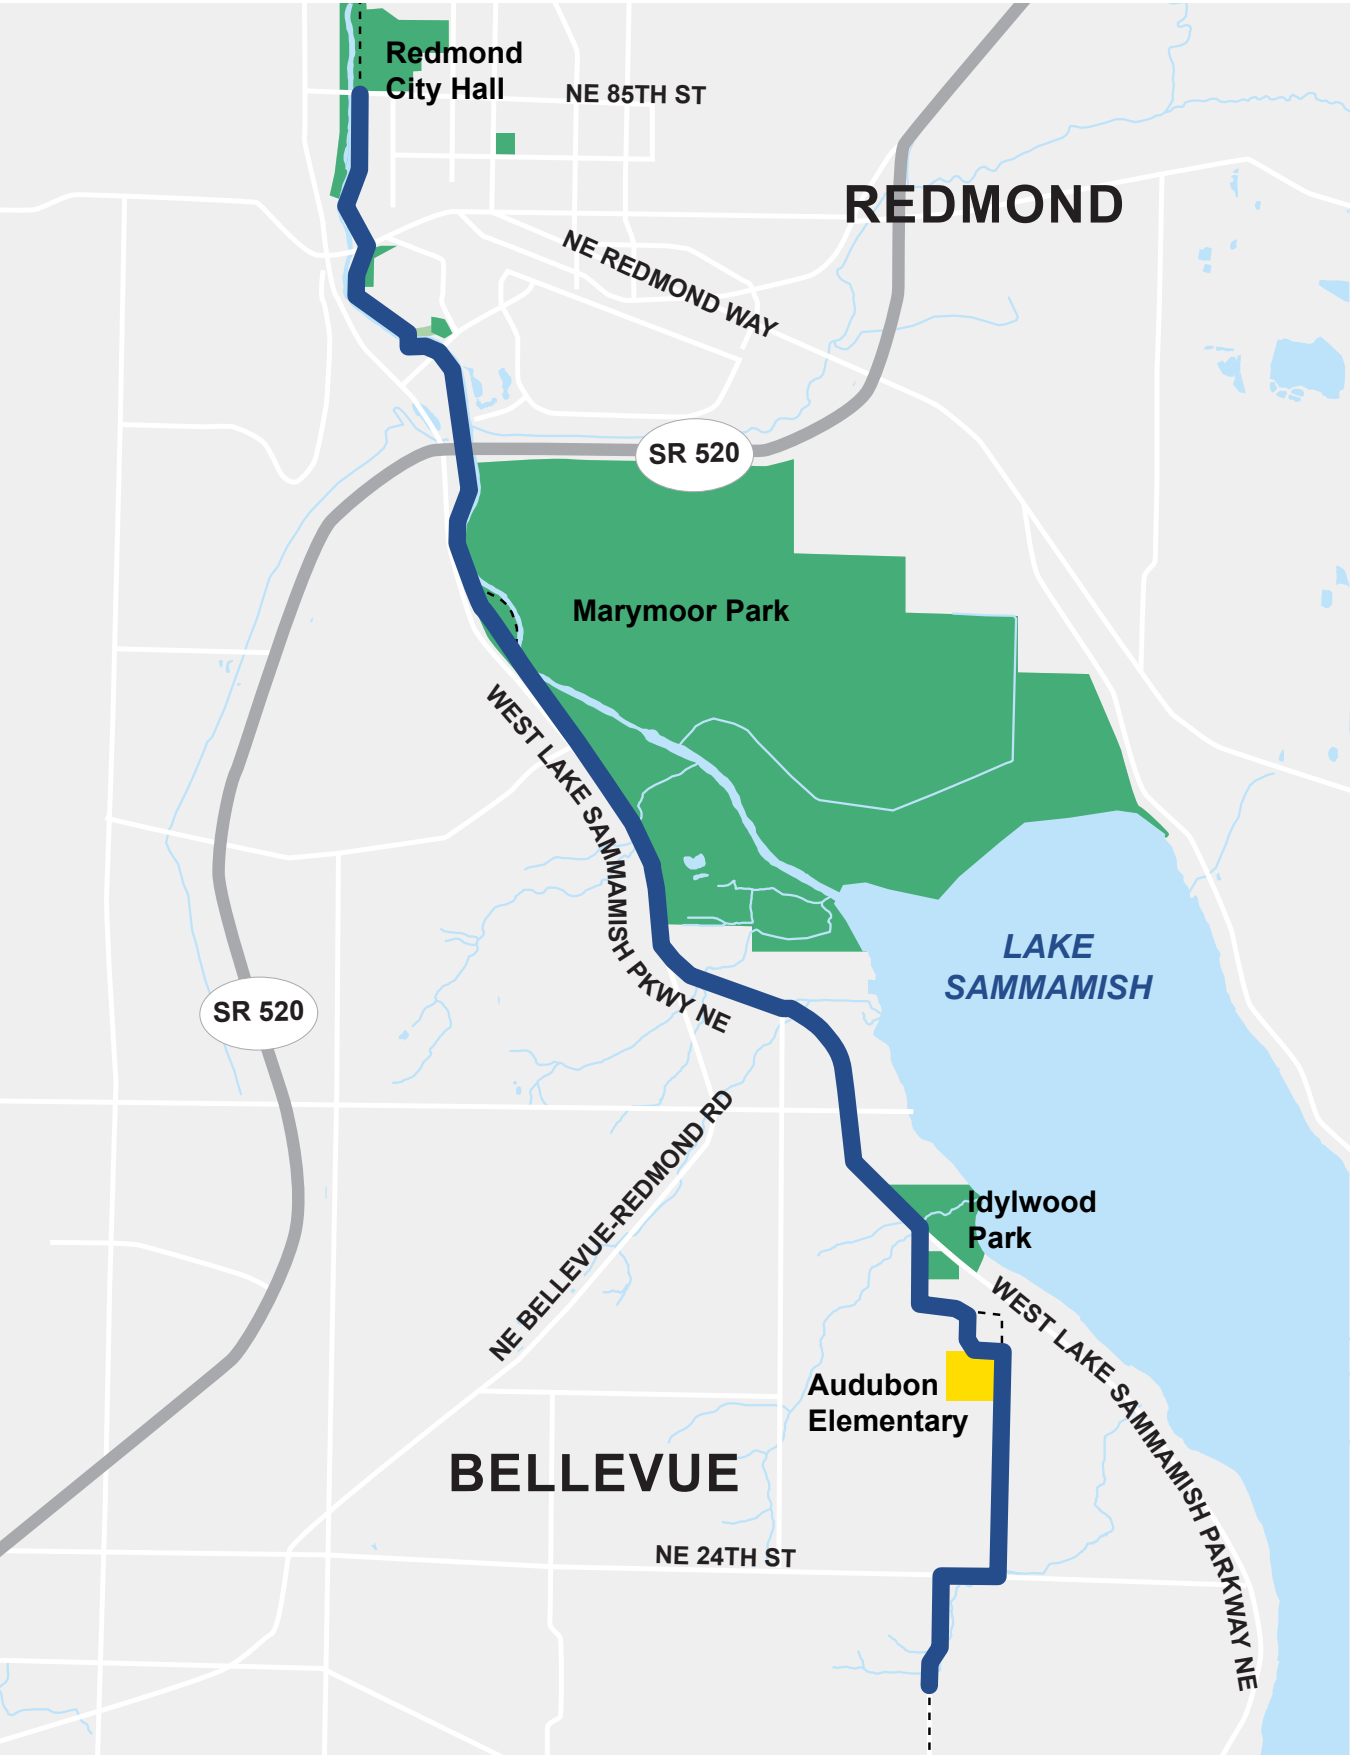 Redmond
City Hall
NE 85TH ST
REDMOND
NE REDMOND WAY
SR 520
Marymoor Park
WEST LAKE SAMMAMISH PKWY NE
LAKE
SAMMAMISH
SR 520
NE BELLEVUE-REDMOND RD
Idylwood
Park
WEST LAKE SAMMAMISH PARKWAY NE
Audubon
Elementary
BELLEVUE
NE 24TH ST